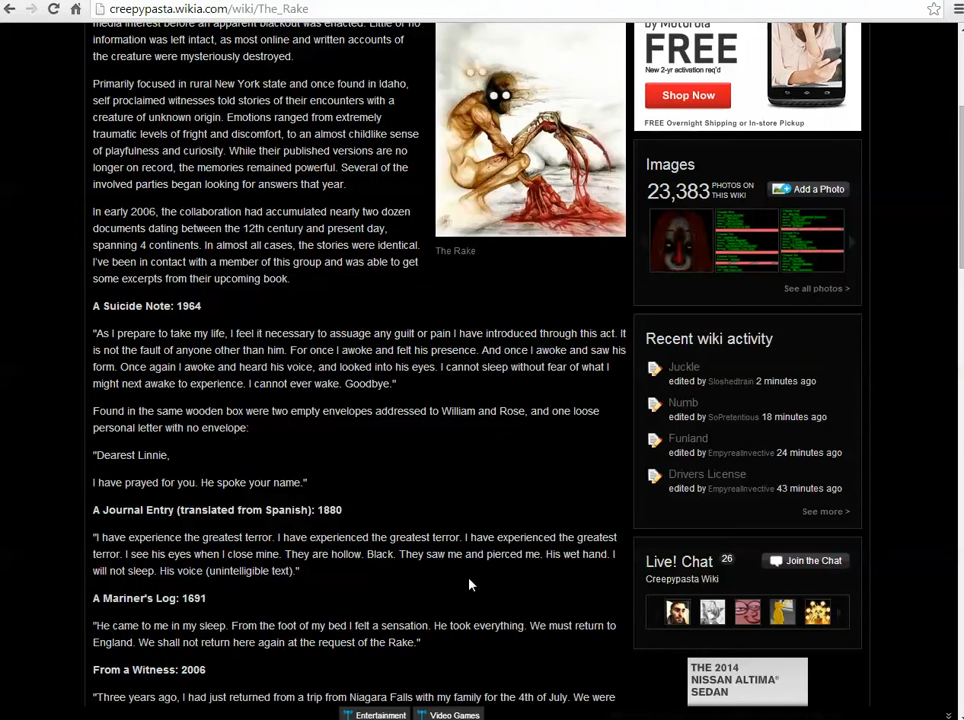 creepypasta.wikia.com/wiki/The_Rake
media interest before an apparent blackout was enacted. Little or no
information was left intact, as most online and written accounts of
the creature were mysteriously destroyed.
Primarily focused in rural New York state and once found in Idaho,
self proclaimed witnesses told stories of their encounters with a
creature of unknown origin. Emotions ranged from extremely
traumatic levels of fright and discomfort, to an almost childlike sense
of playfulness and curiosity. While their published versions are no
longer on record, the memories remained powerful. Several of the
involved parties began looking for answers that year.
In early 2006, the collaboration had accumulated nearly two dozen
documents dating between the 12th century and present day,
spanning 4 continents. In almost all cases, the stories were identical.
I've been in contact with a member of this group and was able to get
some excerpts from their upcoming book.
The Rake
A Suicide Note: 1964
"As I prepare to take my life, I feel it necessary to assuage any guilt or pain I have introduced through this act. It
is not the fault of anyone other than him. For once I awoke and felt his presence. And once I awoke and saw his
form. Once again I awoke and heard his voice, and looked into his eyes. I cannot sleep without fear of what I
might next awake to experience. I cannot ever wake. Goodbye."
Found in the same wooden box were two empty envelopes addressed to William and Rose, and one loose
personal letter with no envelope:
"Dearest Linnie,
I have prayed for you. He spoke your name."
A Journal Entry (translated from Spanish): 1880
"I have experience the greatest terror. I have experienced the greatest terror. I have experienced the greatest
terror. I see his eyes when I close mine. They are hollow. Black. They saw me and pierced me. His wet hand. I
will not sleep. His voice (unintelligible text)."
A Mariner's Log: 1691
"He came to me in my sleep. From the foot of my bed I felt a sensation. He took everything. We must return to
England. We shall not return here again at the request of the Rake."
From a Witness: 2006
"Three years ago, I had just returned from a trip from Niagara Falls with my family for the 4th of July. We were
Entertainment
Video Games
by Motorola
FREE
New 2-year activation req'd
Shop Now
FREE Overnight Shipping or In-store Pickup
Images
23,383 PHOTOS ON
THIS WIKI
Add a Photo
See all photos >
Recent wiki activity
Juckle
edited by Sloshedtrain 2 minutes ago
Numb
edited by SoPretentious 18 minutes ago
Funland
edited by EmpyrealInvective 24 minutes ago
Drivers License
edited by EmpyrealInvective 43 minutes ago
See more >
Live! Chat 26
Join the Chat
Creepypasta Wiki
THE 2014
NISSAN ALTIMA®
SEDAN